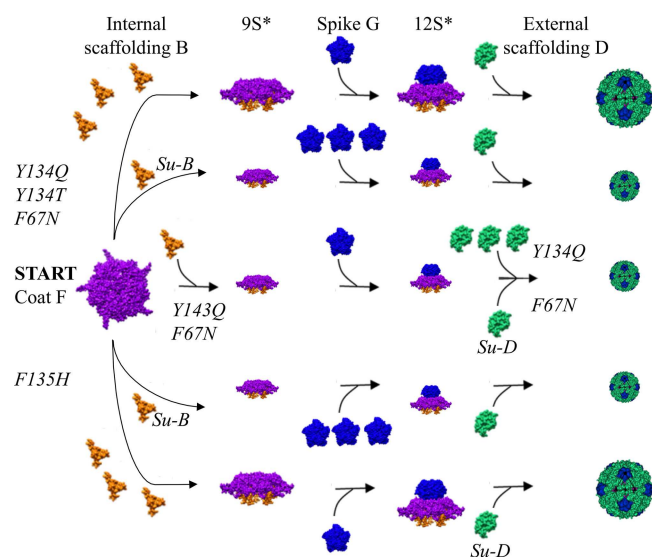 Internal scaffolding B
9S*
Spike G
12S*
External scaffolding D
Su-B
Y134Q
Y134T
F67N
START
Coat F
Y143Q
F67N
Y134Q
F67N
Su-D
F135H
Su-B
Su-D